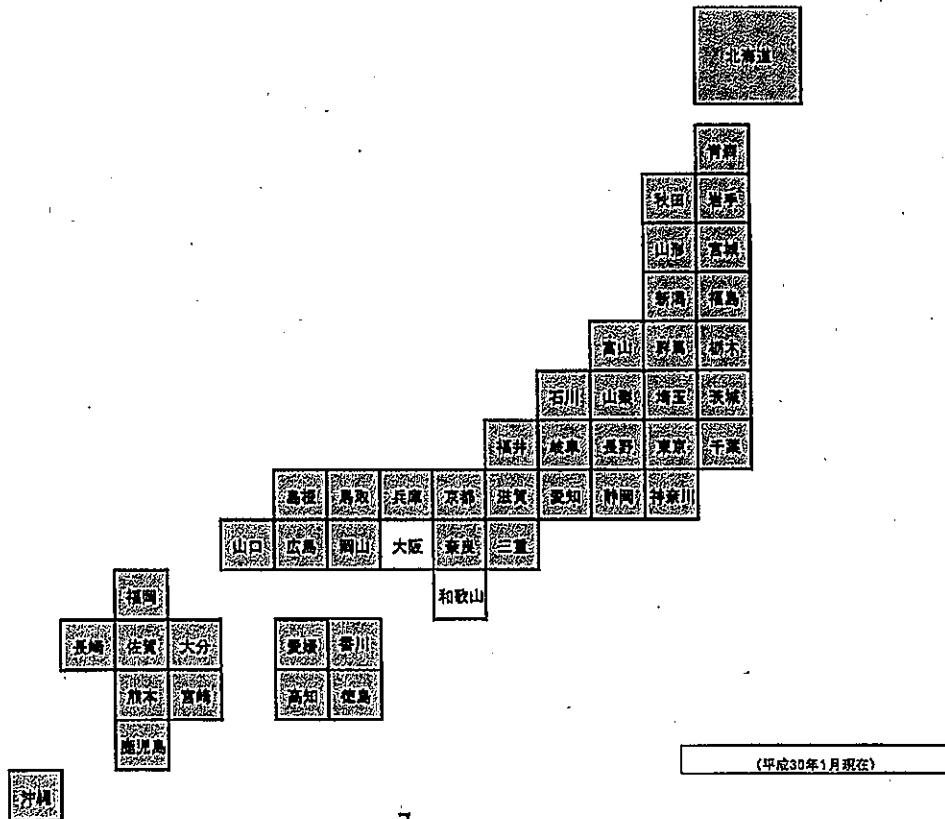 北海道
青森
秋田 岩手
山形 宮城
新潟 福島
富山 群馬 栃木
石川 山梨 埼玉 茨城
福井 岐阜 長野 東京 千葉
島根 鳥取 兵庫 京都 滋賀 愛知 静岡 神奈川
山口 広島 岡山 大阪 奈良 三重
福岡 和歌山
長崎 佐賀 大分 愛媛 香川
熊本 宮崎 高知 徳島
鹿児島
(平成30年1月現在)
沖縄
7